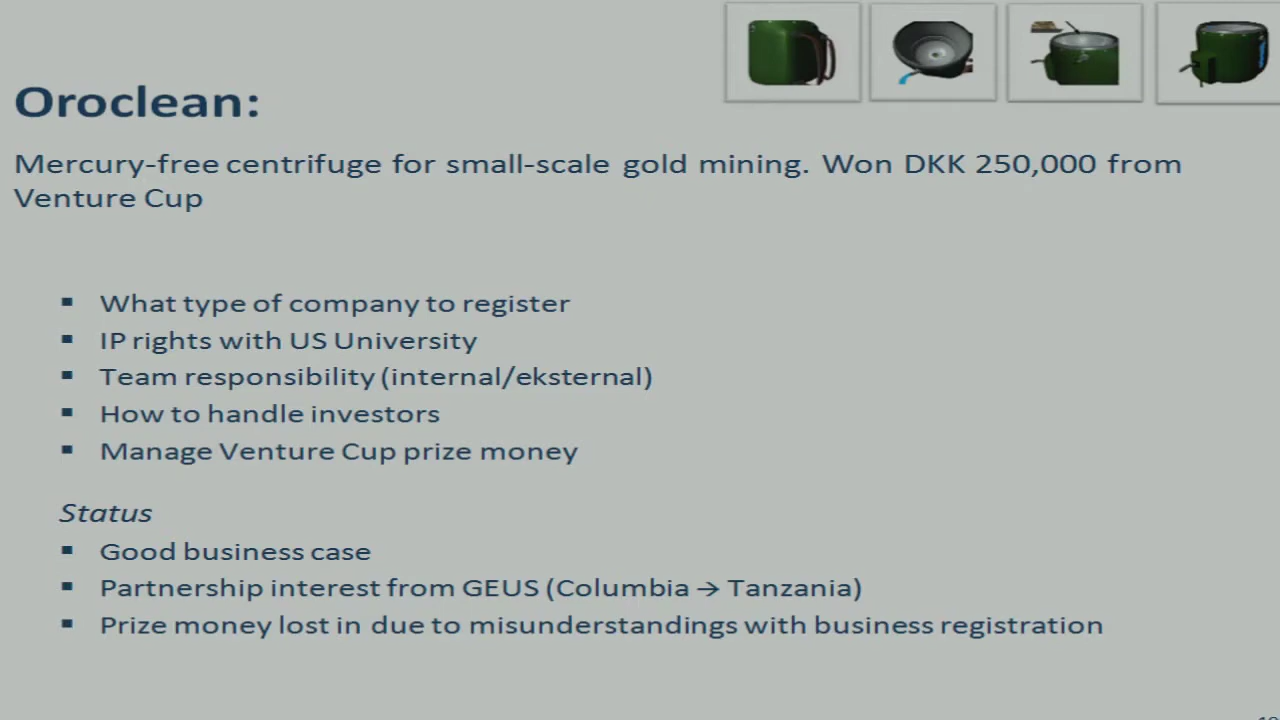 Oroclean:
Mercury-free centrifuge for small-scale gold mining. Won DKK 250,000 from
Venture Cup
▪ What type of company to register
▪ IP rights with US University
▪ Team responsibility (internal/eksternal)
▪ How to handle investors
▪ Manage Venture Cup prize money
Status
▪ Good business case
▪ Partnership interest from GEUS (Columbia → Tanzania)
▪ Prize money lost in due to misunderstandings with business registration